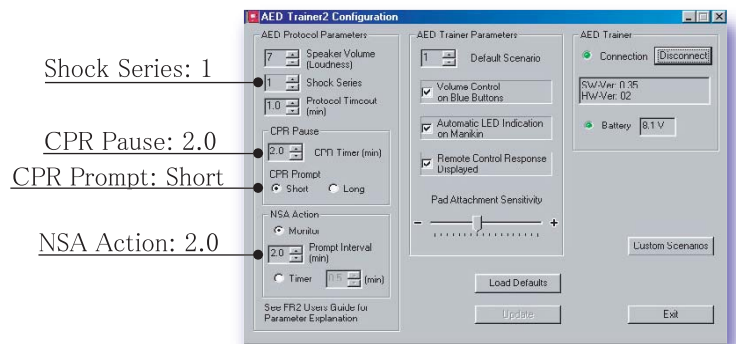 AED Trainer2 Configuration
Shock Series: 1
CPR Pause: 2.0
CPR Prompt: Short
NSA Action: 2.0
AED Protocol Parameters
7 Speaker Volume
(Loudness)
1 Shock Series
1.0 Protocol Timeout
(min)
CPR Pause
2.0 CPR Timer (min)
CPR Prompt
Short Long
NSA Action
Monitor
2.0 Prompt Interval
(min)
Timer 0.5 (min)
See FR2 Users Guide for
Parameter Explanation
AED Trainer Parameters
1 Default Scenario
Volume Control
on Blue Buttons
Automatic LED Indication
on Manikin
Remote Control Response
Displayed
Pad Attachment Sensitivity
- +
Load Defaults
Update
AED Trainer
Connection Disconnect
SW-Ver: 0.35
HW-Ver: 02
Battery 8.1 V
Custom Scenarios
Exit